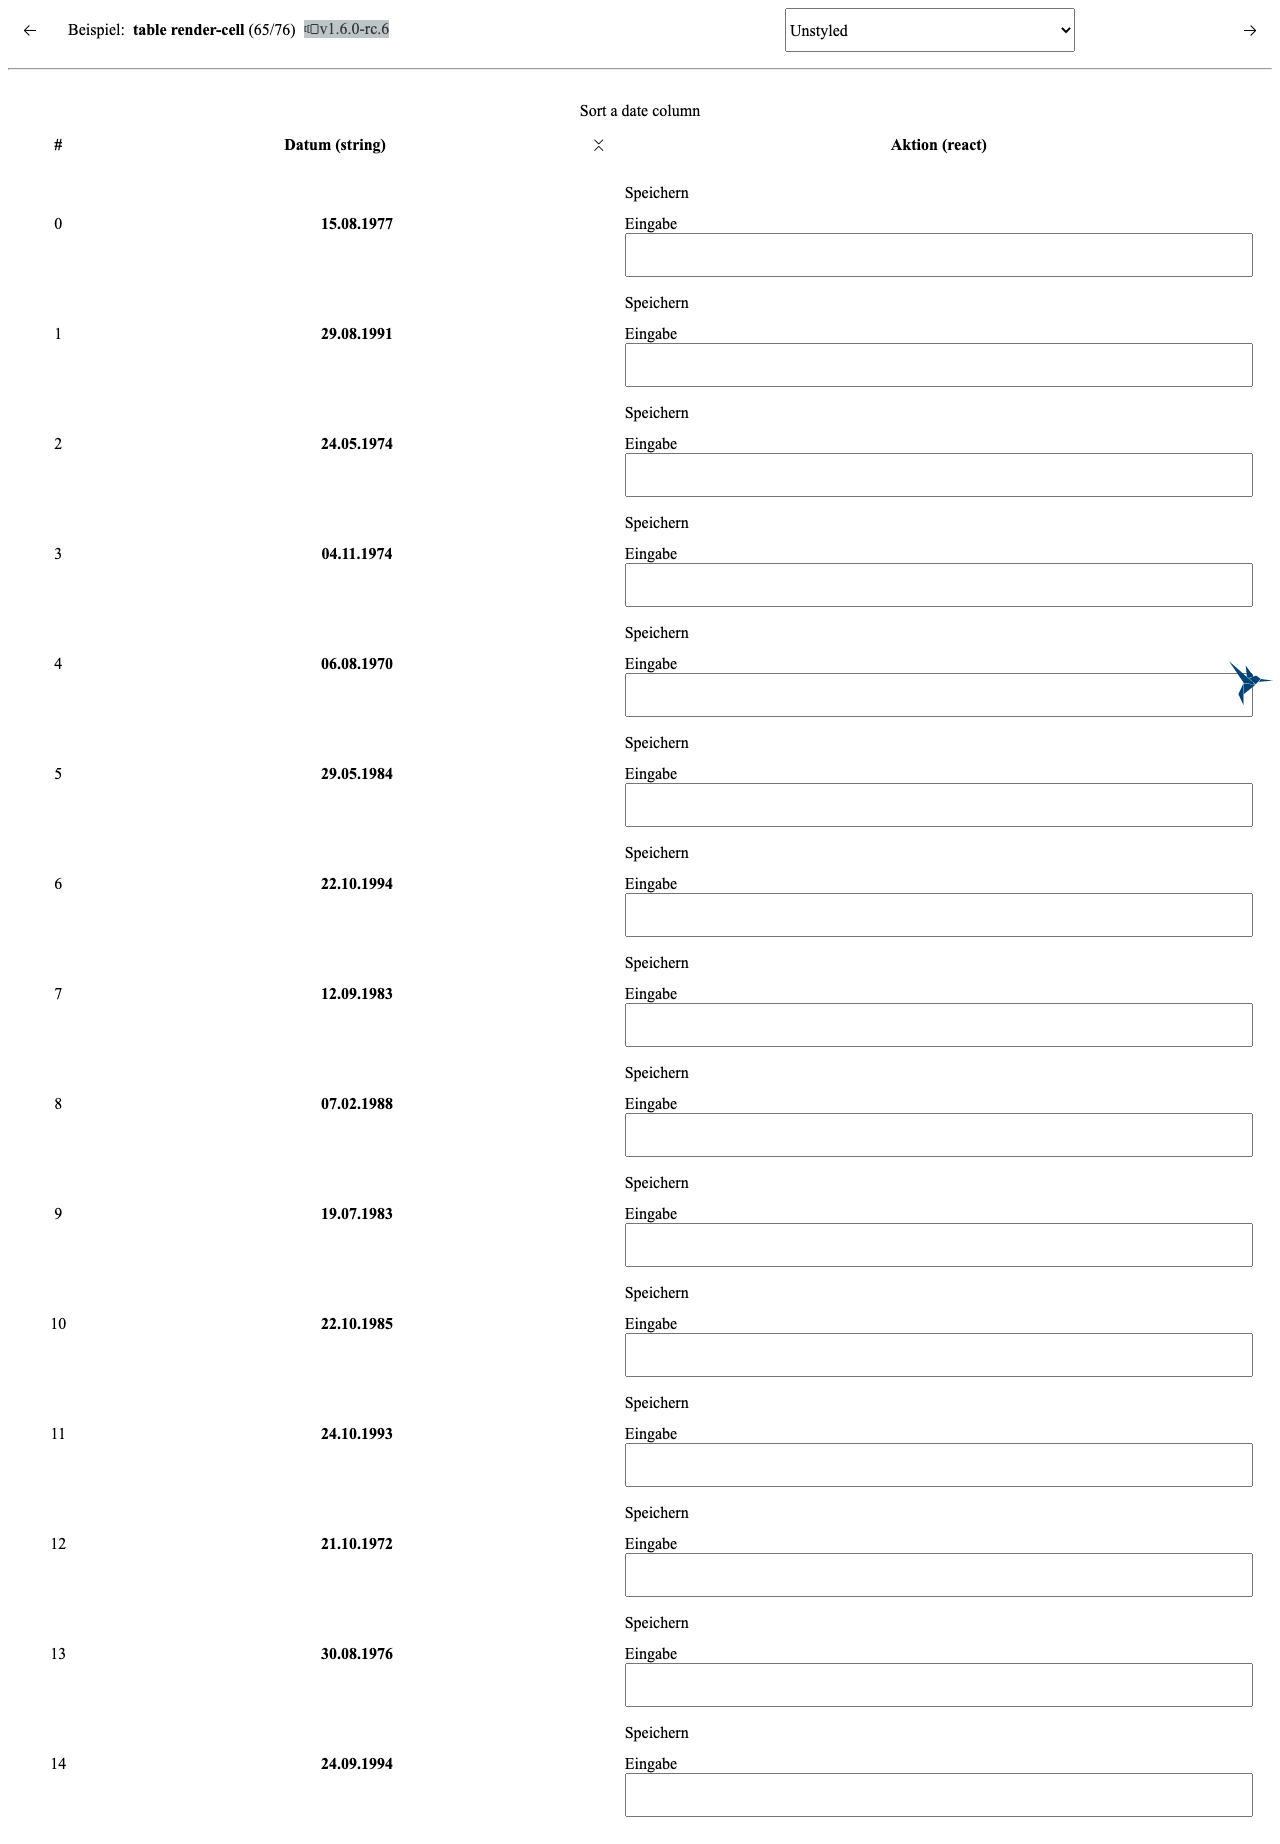 ← Beispiel: table render-cell (65/76) v1.6.0-rc.6 Unstyled →
Sort a date column
# Datum (string) Aktion (react)
Speichern
0 15.08.1977 Eingabe
Speichern
1 29.08.1991 Eingabe
Speichern
2 24.05.1974 Eingabe
Speichern
3 04.11.1974 Eingabe
Speichern
4 06.08.1970 Eingabe
Speichern
5 29.05.1984 Eingabe
Speichern
6 22.10.1994 Eingabe
Speichern
7 12.09.1983 Eingabe
Speichern
8 07.02.1988 Eingabe
Speichern
9 19.07.1983 Eingabe
Speichern
10 22.10.1985 Eingabe
Speichern
11 24.10.1993 Eingabe
Speichern
12 21.10.1972 Eingabe
Speichern
13 30.08.1976 Eingabe
Speichern
14 24.09.1994 Eingabe